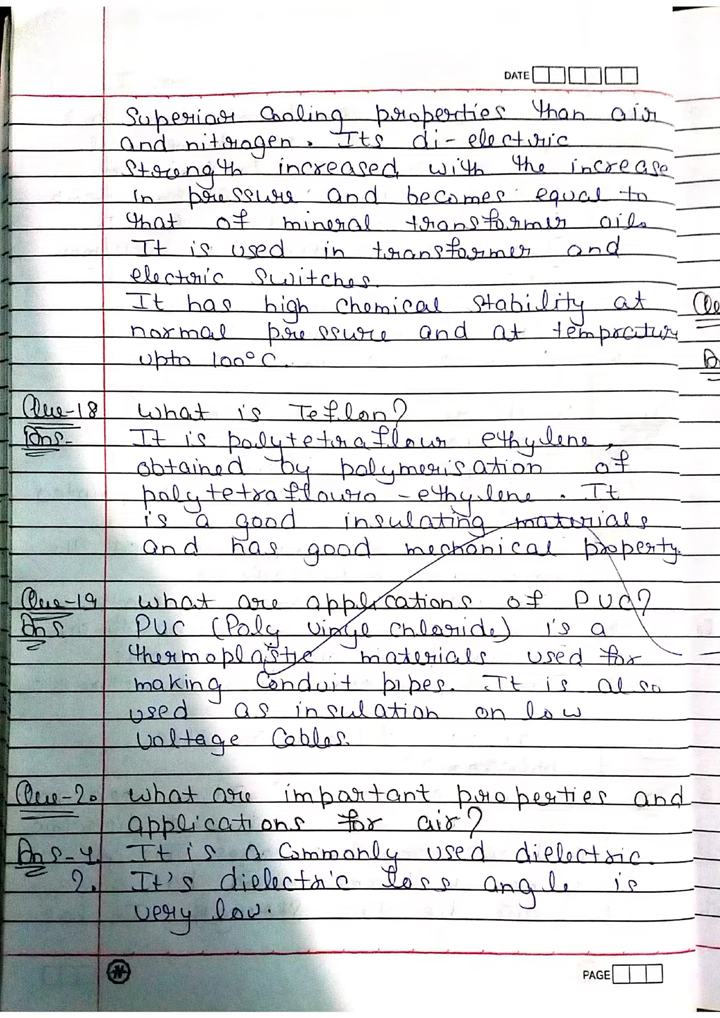 DATE
Superior Cooling properties than air
and nitrogen. Its di-electric
strength increased with the increase
in pressure and becomes equal to
that of mineral transformer oils.
It is used in transformer and
electric switches.
It has high chemical stability at
normal pressure and at temprature
upto 100°C.
Que-18 What is Teflon?
Ans- It is polytetraflour ethylene,
obtained by polymerisation of
polytetraflouro-ethylene. It
is a good insulating materials
and has good mechanical property.
Que-19 What are applications of PVC?
Ans PVC (Poly vinye chloride) is a
thermoplastic materials used for
making Conduit pipes. It is also
used as insulation on low
voltage Cables.
Que-20 What are important properties and
applications for air?
Ans-1. It is a Commonly used dielectric.
2. It's dielectric loss angle is
very low.
PAGE